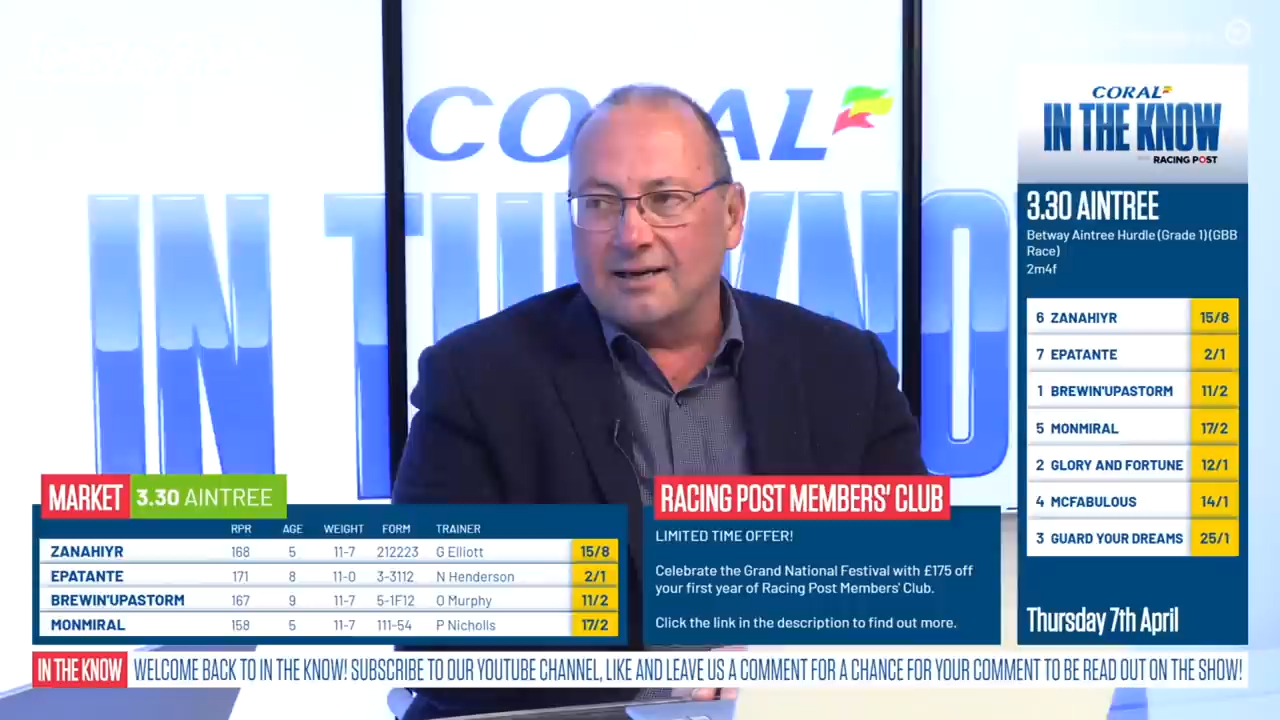 CORAL
IN THE KNOW
CORAL
IN THE KNOW
RACING POST
3.30 AINTREE
Betway Aintree Hurdle (Grade 1) (GBB
Race)
2m4f
6 ZANAHIYR 15/8
7 EPATANTE 2/1
1 BREWIN'UPASTORM 11/2
5 MONMIRAL 17/2
2 GLORY AND FORTUNE 12/1
4 MCFABULOUS 14/1
3 GUARD YOUR DREAMS 25/1
Thursday 7th April
MARKET 3.30 AINTREE
RPR AGE WEIGHT FORM TRAINER
ZANAHIYR 168 5 11-7 212223 G Elliott 15/8
EPATANTE 171 8 11-0 3-3112 N Henderson 2/1
BREWIN'UPASTORM 167 9 11-7 5-1F12 O Murphy 11/2
MONMIRAL 158 5 11-7 111-54 P Nicholls 17/2
RACING POST MEMBERS' CLUB
LIMITED TIME OFFER!
Celebrate the Grand National Festival with £175 off
your first year of Racing Post Members' Club.
Click the link in the description to find out more.
IN THE KNOW WELCOME BACK TO IN THE KNOW! SUBSCRIBE TO OUR YOUTUBE CHANNEL, LIKE AND LEAVE US A COMMENT FOR A CHANCE FOR YOUR COMMENT TO BE READ OUT ON THE SHOW!